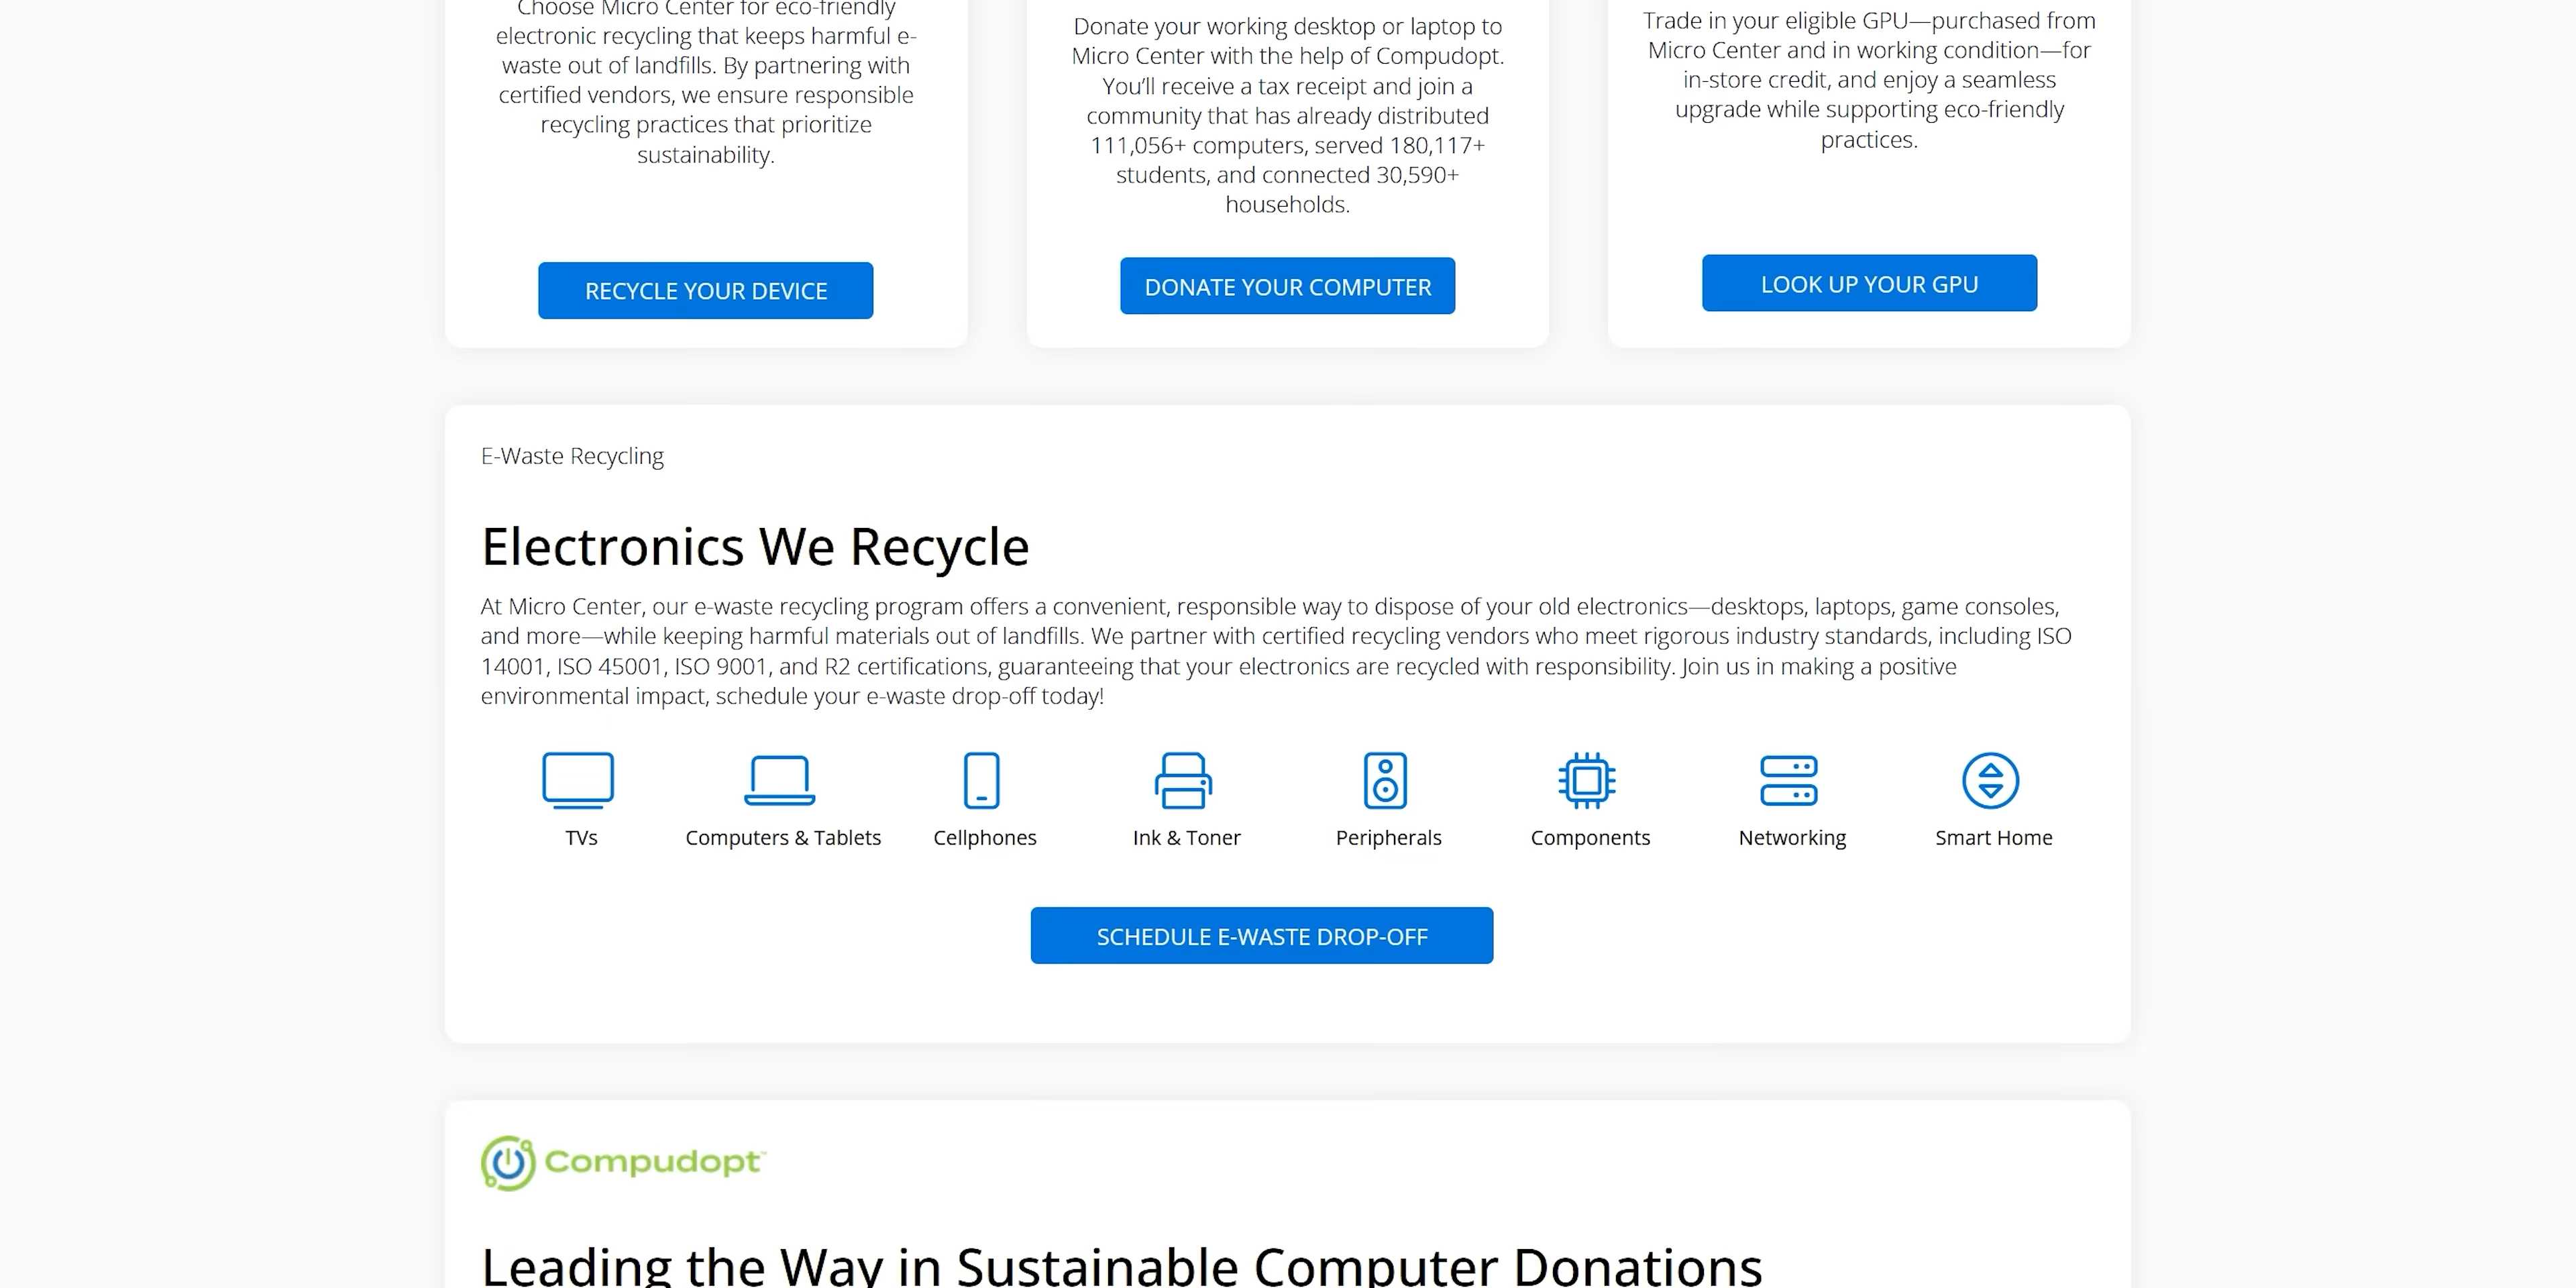 Choose Micro Center for eco-friendly
electronic recycling that keeps harmful e-
waste out of landfills. By partnering with
certified vendors, we ensure responsible
recycling practices that prioritize
sustainability.
RECYCLE YOUR DEVICE
Donate your working desktop or laptop to
Micro Center with the help of Compudopt.
You’ll receive a tax receipt and join a
community that has already distributed
111,056+ computers, served 180,117+
students, and connected 30,590+
households.
DONATE YOUR COMPUTER
Trade in your eligible GPU—purchased from
Micro Center and in working condition—for
in-store credit, and enjoy a seamless
upgrade while supporting eco-friendly
practices.
LOOK UP YOUR GPU
E-Waste Recycling
Electronics We Recycle
At Micro Center, our e-waste recycling program offers a convenient, responsible way to dispose of your old electronics—desktops, laptops, game consoles,
and more—while keeping harmful materials out of landfills. We partner with certified recycling vendors who meet rigorous industry standards, including ISO
14001, ISO 45001, ISO 9001, and R2 certifications, guaranteeing that your electronics are recycled with responsibility. Join us in making a positive
environmental impact, schedule your e-waste drop-off today!
TVs
Computers & Tablets
Cellphones
Ink & Toner
Peripherals
Components
Networking
Smart Home
SCHEDULE E-WASTE DROP-OFF
Compudopt™
Leading the Way in Sustainable Computer Donations